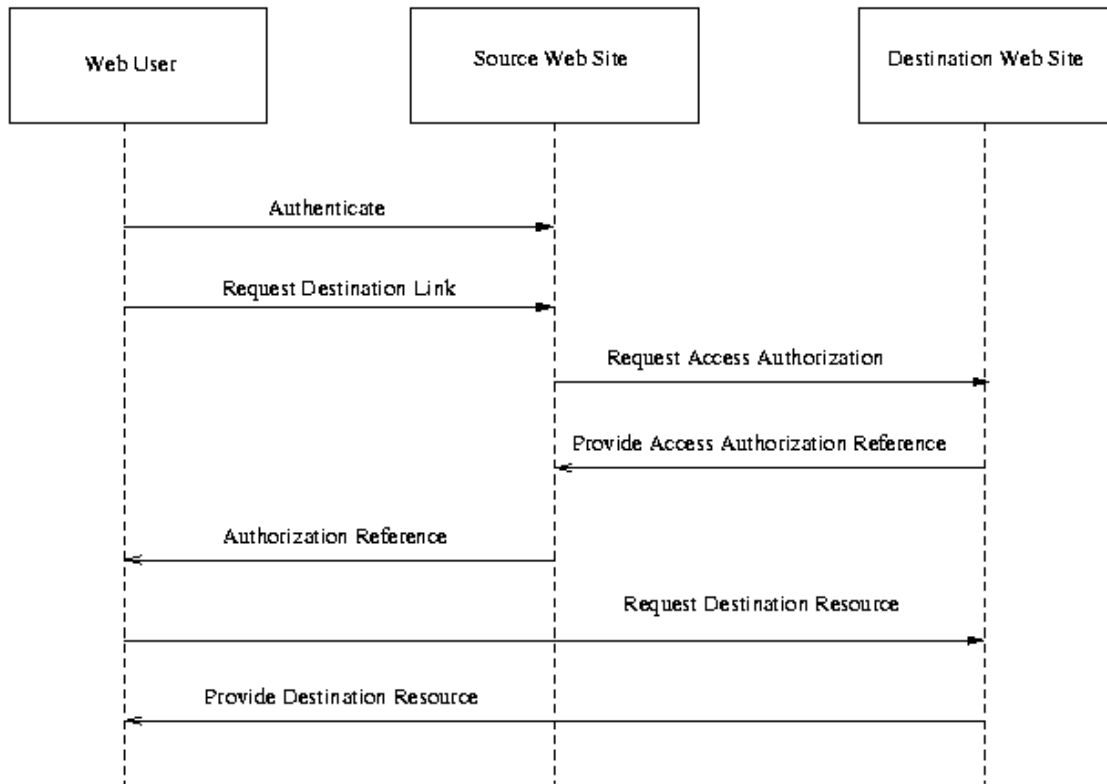 Web User
Source Web Site
Destination Web Site
Authenticate
Request Destination Link
Request Access Authorization
Provide Access Authorization Reference
Authorization Reference
Request Destination Resource
Provide Destination Resource